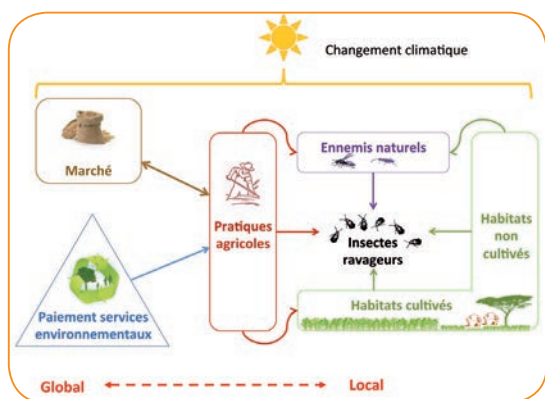 Changement climatique
Marché
Pratiques
agricoles
Ennemis naturels
Insectes
ravageurs
Habitats
non
cultivés
Habitats cultivés
Paiement services
environnementaux
Global
Local